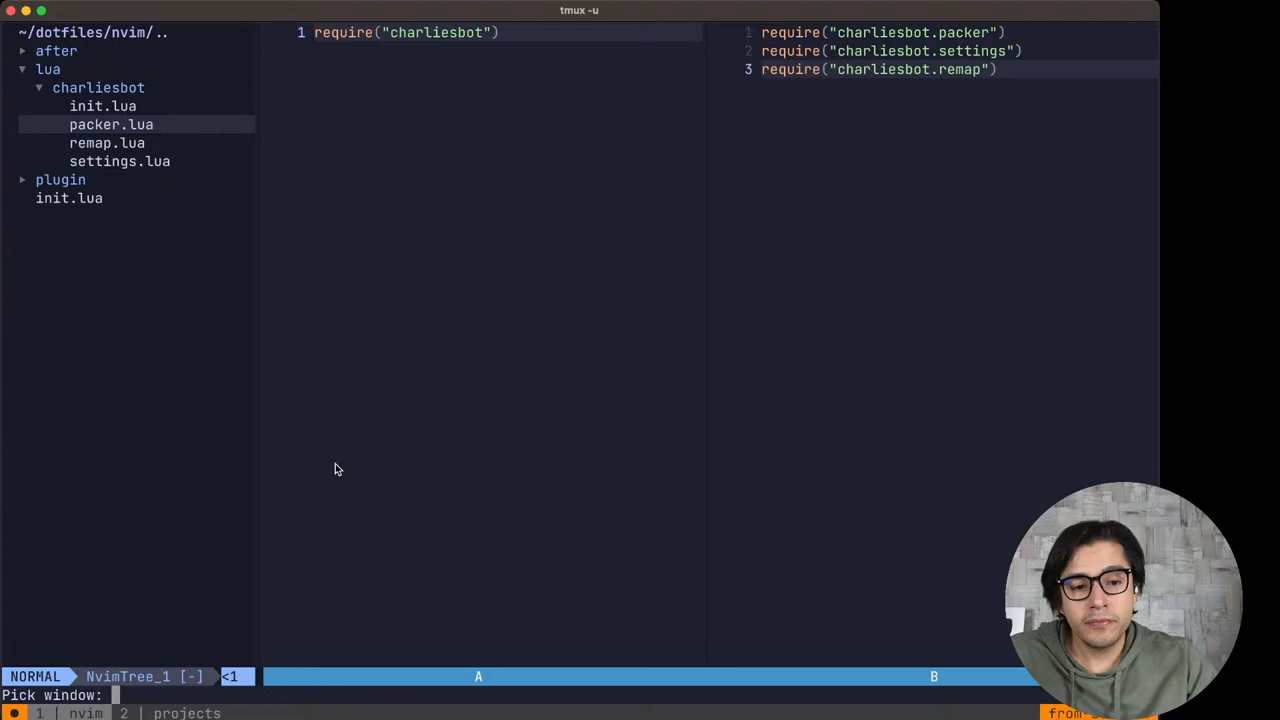 tmux -u
~/dotfiles/nvim/..
after
lua
charliesbot
init.lua
packer.lua
remap.lua
settings.lua
plugin
init.lua
1 require("charliesbot")
1 require("charliesbot.packer")
2 require("charliesbot.settings")
3 require("charliesbot.remap")
NORMAL NvimTree_1 [-] <1 A B
Pick window:
1 | nvim 2 | projects